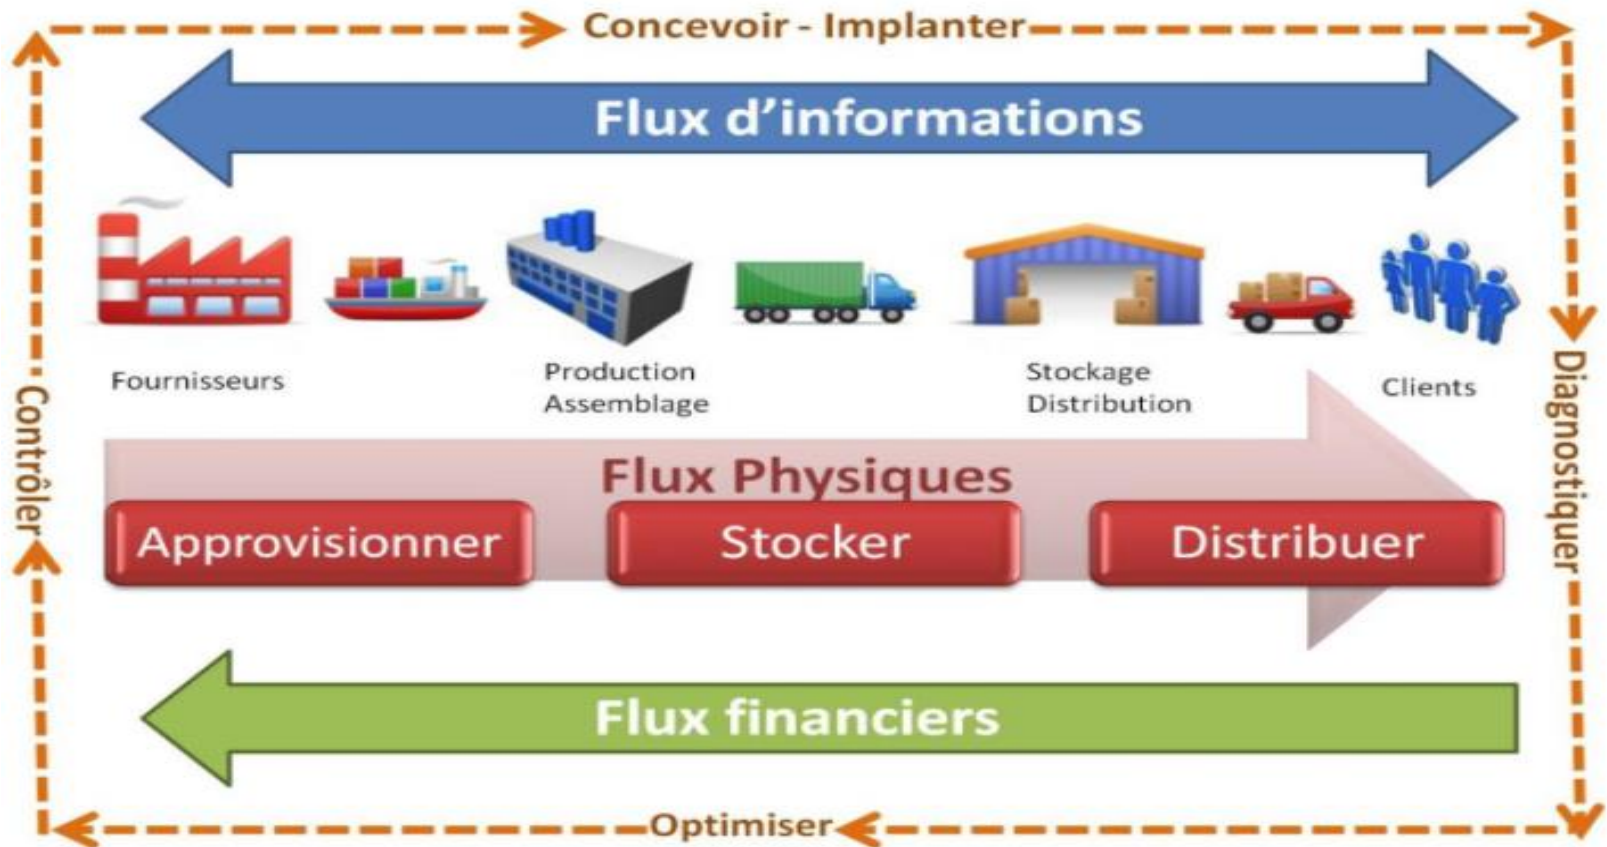 Concevoir - Implanter
Flux d’informations
Fournisseurs
Production
Assemblage
Stockage
Distribution
Clients
Contrôler
Diagnostiquer
Flux Physiques
Approvisionner
Stocker
Distribuer
Flux financiers
Optimiser